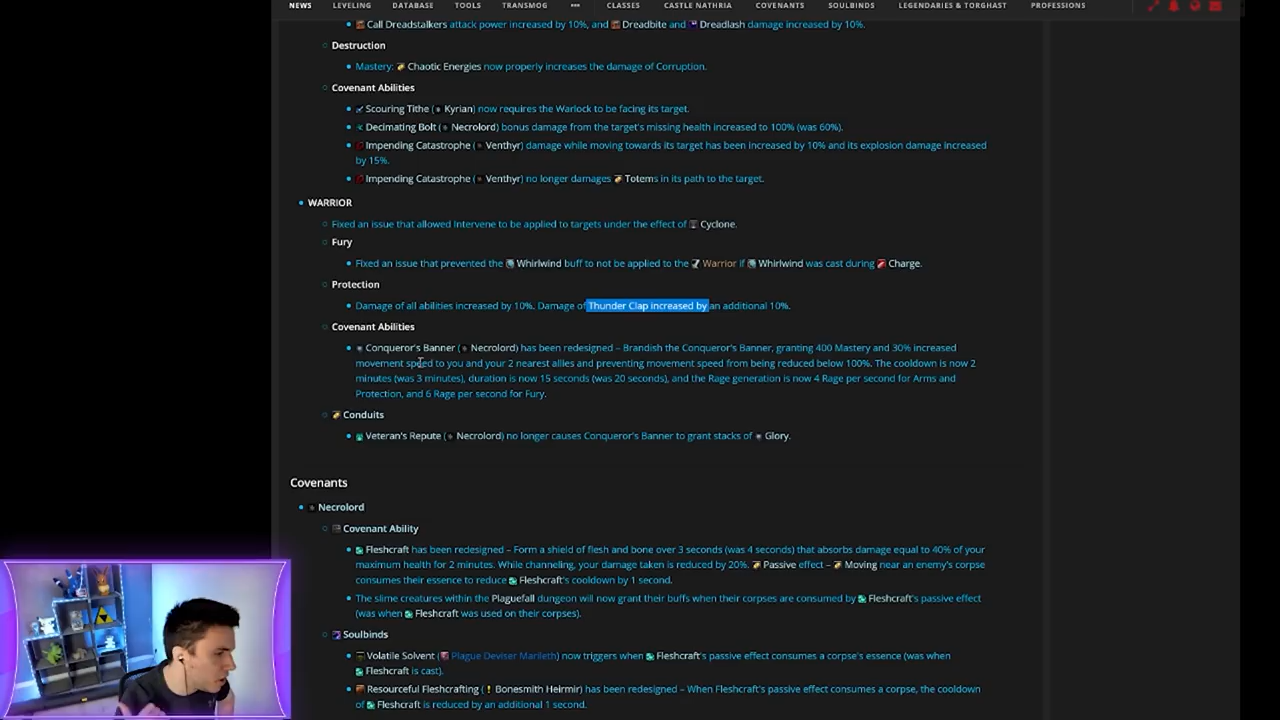 NEWS LEVELING DATABASE TOOLS TRANSMOG ••• CLASSES CASTLE NATHRIA COVENANTS SOULBINDS LEGENDARIES & TORGHAST PROFESSIONS
Call Dreadstalkers attack power increased by 10%, and Dreadbite and Dreadlash damage increased by 10%.
Destruction
Mastery: Chaotic Energies now properly increases the damage of Corruption.
Covenant Abilities
Scouring Tithe (Kyrian) now requires the Warlock to be facing its target.
Decimating Bolt (Necrolord) bonus damage from the target's missing health increased to 100% (was 60%).
Impending Catastrophe (Venthyr) damage while moving towards its target has been increased by 10% and its explosion damage increased
by 15%.
Impending Catastrophe (Venthyr) no longer damages Totems in its path to the target.
WARRIOR
Fixed an issue that allowed Intervene to be applied to targets under the effect of Cyclone.
Fury
Fixed an issue that prevented the Whirlwind buff to not be applied to the Warrior if Whirlwind was cast during Charge.
Protection
Damage of all abilities increased by 10%. Damage of Thunder Clap increased by an additional 10%.
Covenant Abilities
Conqueror's Banner (Necrolord) has been redesigned – Brandish the Conqueror's Banner, granting 400 Mastery and 30% increased
movement speed to you and your 2 nearest allies and preventing movement speed from being reduced below 100%. The cooldown is now 2
minutes (was 3 minutes), duration is now 15 seconds (was 20 seconds), and the Rage generation is now 4 Rage per second for Arms and
Protection, and 6 Rage per second for Fury.
Conduits
Veteran's Repute (Necrolord) no longer causes Conqueror's Banner to grant stacks of Glory.
Covenants
Necrolord
Covenant Ability
Fleshcraft has been redesigned – Form a shield of flesh and bone over 3 seconds (was 4 seconds) that absorbs damage equal to 40% of your
maximum health for 2 minutes. While channeling, your damage taken is reduced by 20%. Passive effect – Moving near an enemy's corpse
consumes their essence to reduce Fleshcraft's cooldown by 1 second.
The slime creatures within the Plaguefall dungeon will now grant their buffs when their corpses are consumed by Fleshcraft's passive effect
(was when Fleshcraft was used on their corpses).
Soulbinds
Volatile Solvent (Plague Deviser Marileth) now triggers when Fleshcraft's passive effect consumes a corpse's essence (was when
Fleshcraft is cast).
Resourceful Fleshcrafting (Bonesmith Heirmir) has been redesigned – When Fleshcraft's passive effect consumes a corpse, the cooldown
of Fleshcraft is reduced by an additional 1 second.